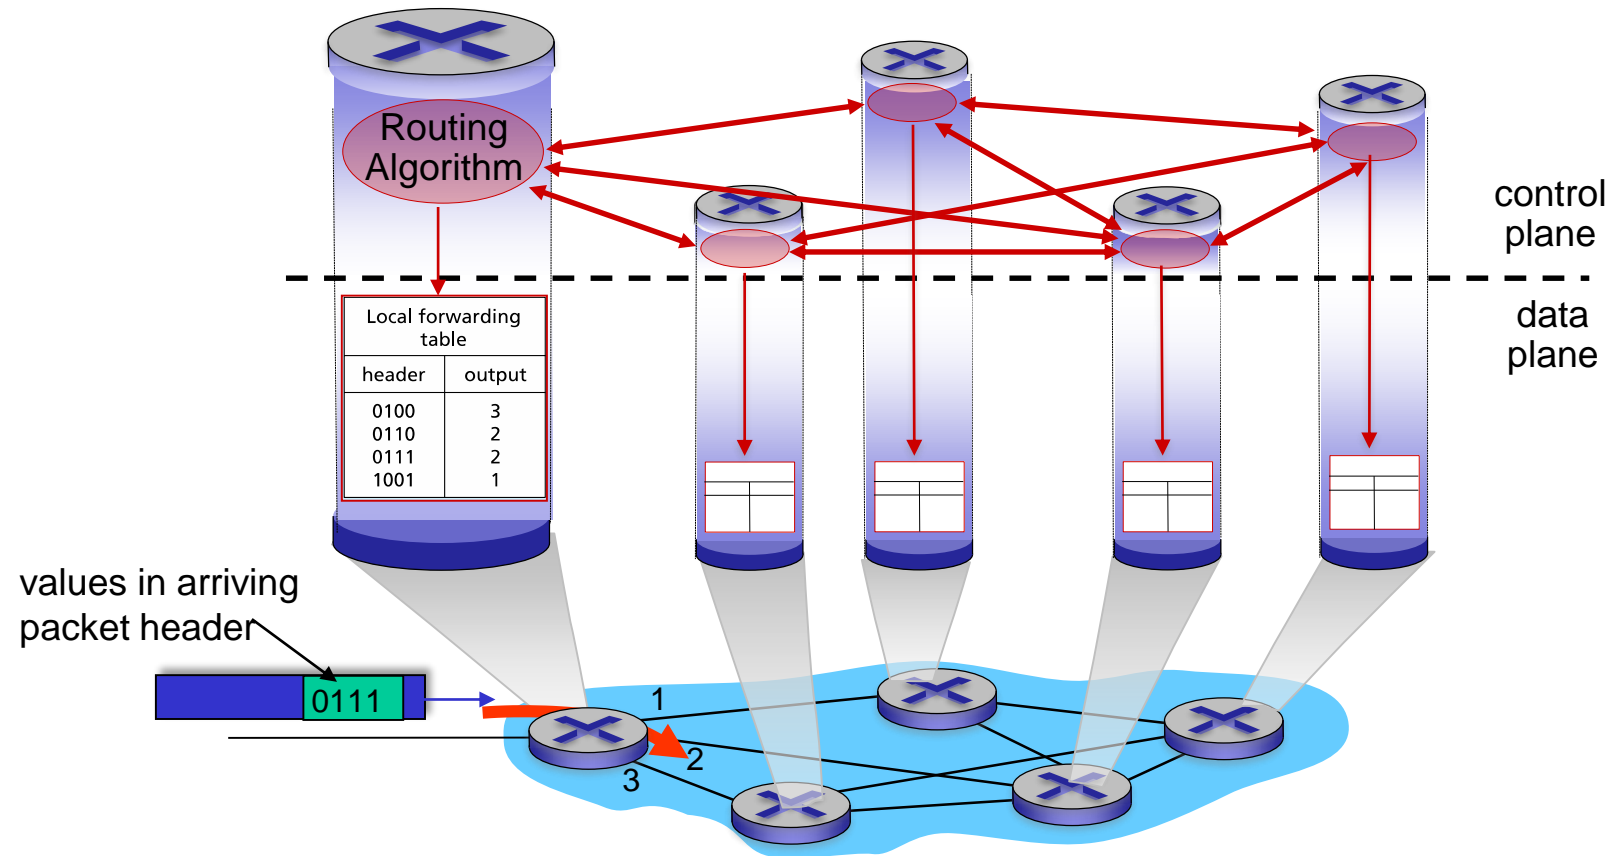 Routing
Algorithm
control
plane
data
plane
Local forwarding
table
header output
0100 3
0110 2
0111 2
1001 1
values in arriving
packet header
0111
1
2
3